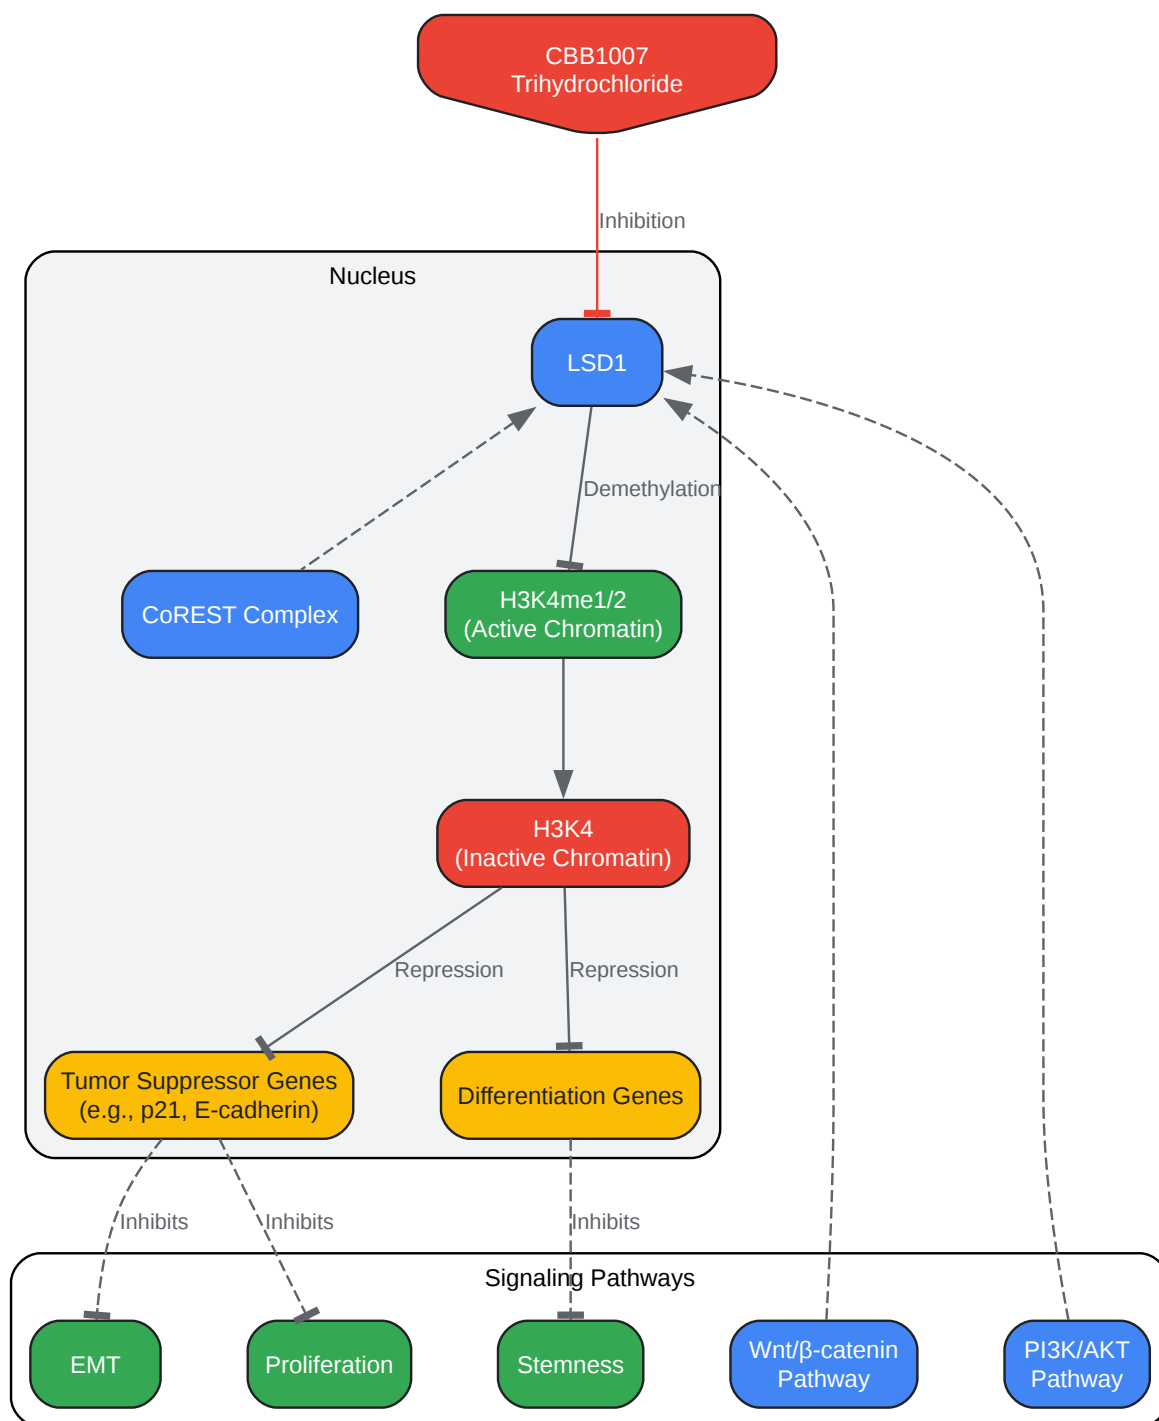 CBB1007
Trihydrochloride
Inhibition
Nucleus
LSD1
Demethylation
CoREST Complex
H3K4me1/2
(Active Chromatin)
H3K4
(Inactive Chromatin)
Repression
Repression
Tumor Suppressor Genes
(e.g., p21, E-cadherin)
Differentiation Genes
Inhibits
Inhibits
Inhibits
Signaling Pathways
EMT
Proliferation
Stemness
Wnt/β-catenin
Pathway
PI3K/AKT
Pathway